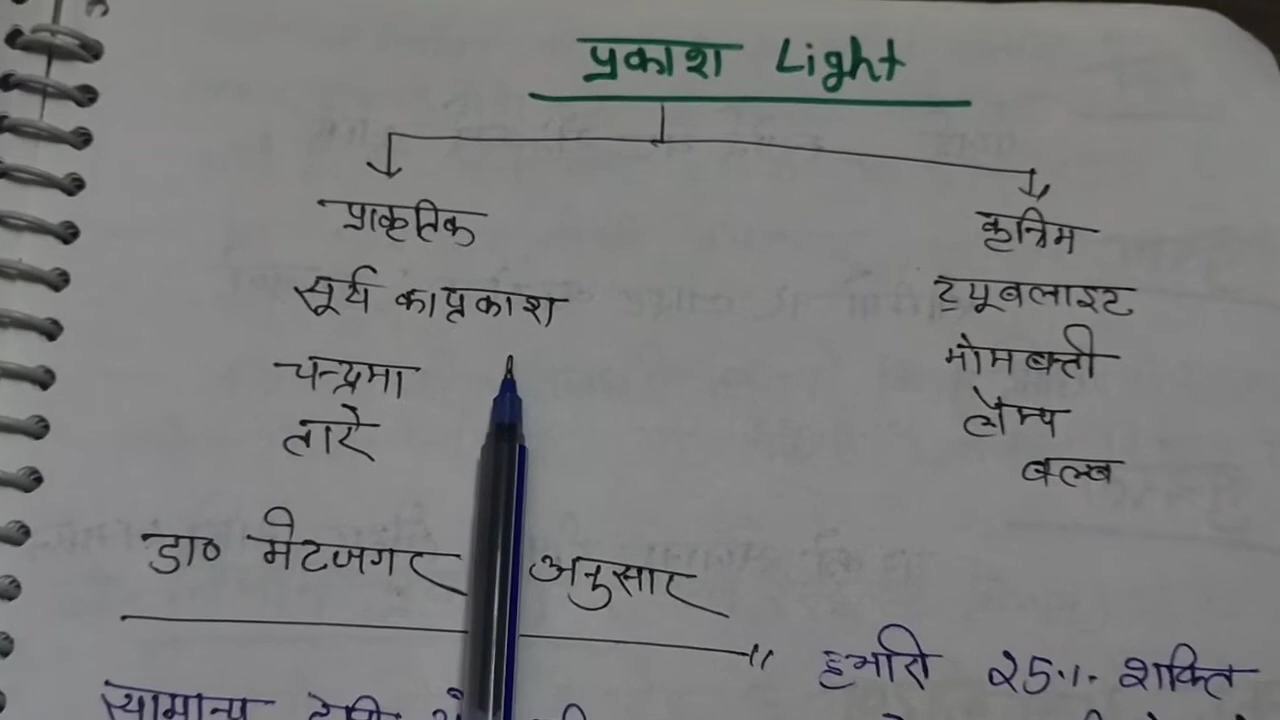 प्रकाश Light
प्राकृतिक
सूर्य का प्रकाश
चन्द्रमा
तारे
कृत्रिम
ट्यूबलाइट
मोमबत्ती
लैम्प
बल्ब
डा० मेटजगर अनुसार
" हमारी 25% शक्ति
सामान्य